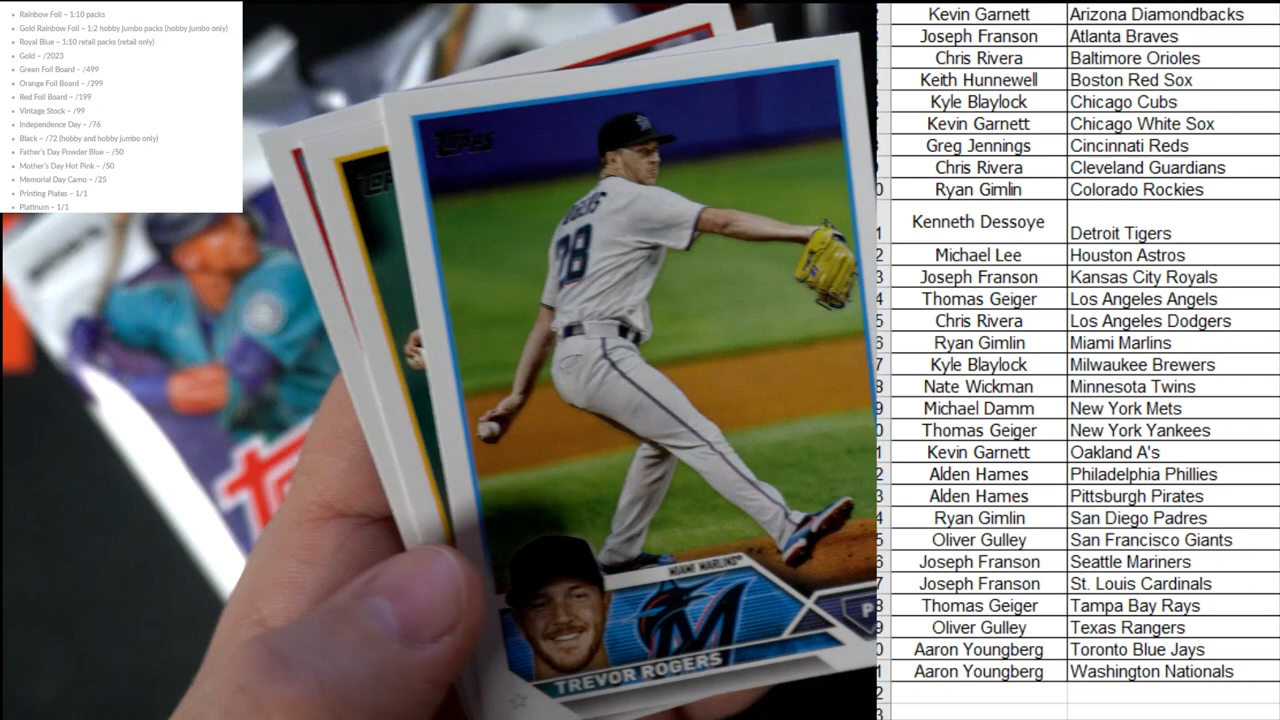 Rainbow Foil – 1:10 packs
Gold Rainbow Foil – 1:2 hobby jumbo packs (hobby jumbo only)
Royal Blue – 1:10 retail packs (retail only)
Gold – /2023
Green Foil Board – /499
Orange Foil Board – /299
Red Foil Board – /199
Vintage Stock – /99
Independence Day – /76
Black – /72 (hobby and hobby jumbo only)
Father's Day Powder Blue – /50
Mother's Day Hot Pink – /50
Memorial Day Camo – /25
Printing Plates – 1/1
Platinum – 1/1
Topps
28
MIAMI MARLINS
P
TREVOR ROGERS
Kevin Garnett Arizona Diamondbacks
Joseph Franson Atlanta Braves
Chris Rivera Baltimore Orioles
Keith Hunnewell Boston Red Sox
Kyle Blaylock Chicago Cubs
Kevin Garnett Chicago White Sox
Greg Jennings Cincinnati Reds
Chris Rivera Cleveland Guardians
Ryan Gimlin Colorado Rockies
Kenneth Dessoye Detroit Tigers
Michael Lee Houston Astros
Joseph Franson Kansas City Royals
Thomas Geiger Los Angeles Angels
Chris Rivera Los Angeles Dodgers
Ryan Gimlin Miami Marlins
Kyle Blaylock Milwaukee Brewers
Nate Wickman Minnesota Twins
Michael Damm New York Mets
Thomas Geiger New York Yankees
Kevin Garnett Oakland A's
Alden Hames Philadelphia Phillies
Alden Hames Pittsburgh Pirates
Ryan Gimlin San Diego Padres
Oliver Gulley San Francisco Giants
Joseph Franson Seattle Mariners
Joseph Franson St. Louis Cardinals
Thomas Geiger Tampa Bay Rays
Oliver Gulley Texas Rangers
Aaron Youngberg Toronto Blue Jays
Aaron Youngberg Washington Nationals